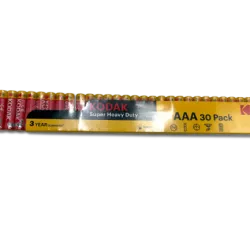 KODAK
Super Heavy Duty
3 YEAR
AAA 30 Pack